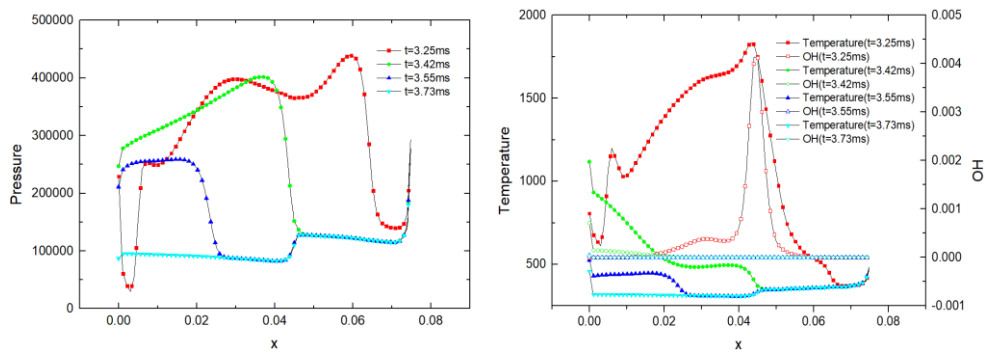 500000
400000
300000
200000
100000
0
Pressure
0.00
0.02
0.04
0.06
0.08
x
t=3.25ms
t=3.42ms
t=3.55ms
t=3.73ms
2000
1500
1000
500
Temperature
0.00
0.02
0.04
0.06
0.08
x
0.005
0.004
0.003
0.002
0.001
0.000
-0.001
OH
Temperature(t=3.25ms)
OH(t=3.25ms)
Temperature(t=3.42ms)
OH(t=3.42ms)
Temperature(t=3.55ms)
OH(t=3.55ms)
Temperature(t=3.73ms)
OH(t=3.73ms)